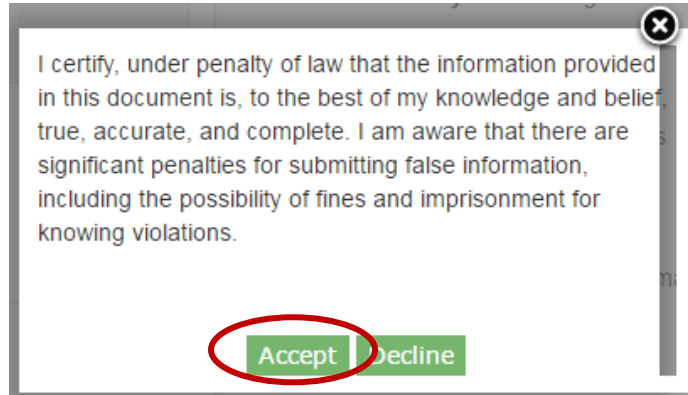 I certify, under penalty of law that the information provided
in this document is, to the best of my knowledge and belief,
true, accurate, and complete. I am aware that there are
significant penalties for submitting false information,
including the possibility of fines and imprisonment for
knowing violations.
Accept Decline